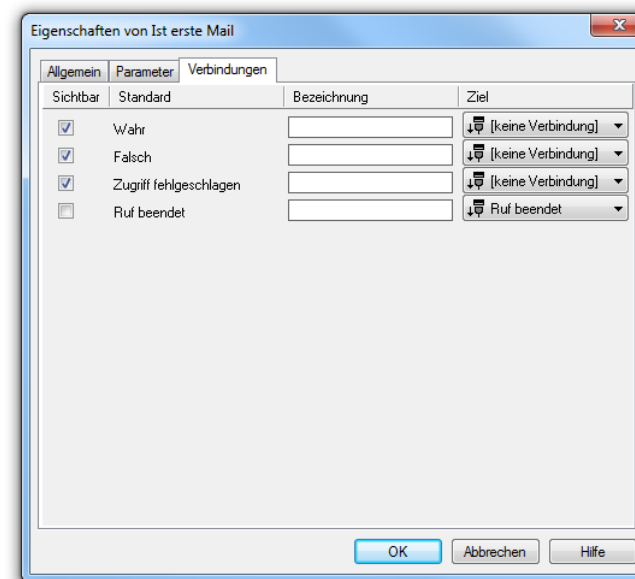 Eigenschaften von Ist erste Mail
Allgemein Parameter Verbindungen
Sichtbar Standard Bezeichnung Ziel
Wahr [keine Verbindung]
Falsch [keine Verbindung]
Zugriff fehlgeschlagen [keine Verbindung]
Ruf beendet Ruf beendet
OK Abbrechen Hilfe